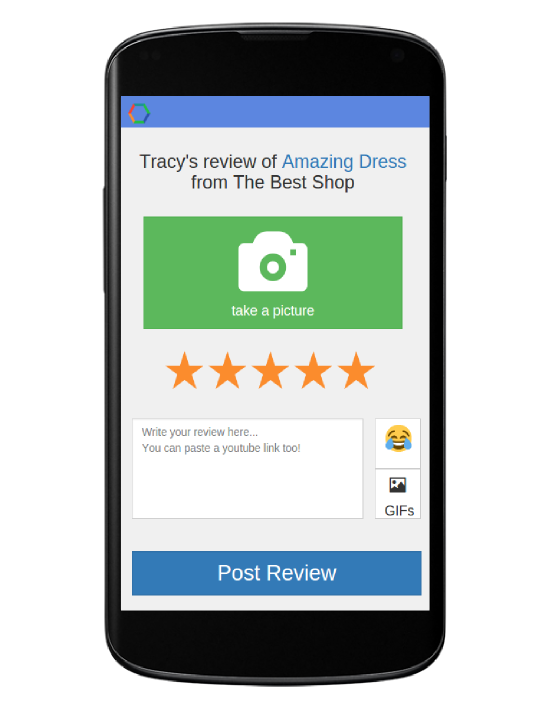 Tracy's review of Amazing Dress
from The Best Shop
take a picture
Write your review here...
You can paste a youtube link too!
GIFs
Post Review